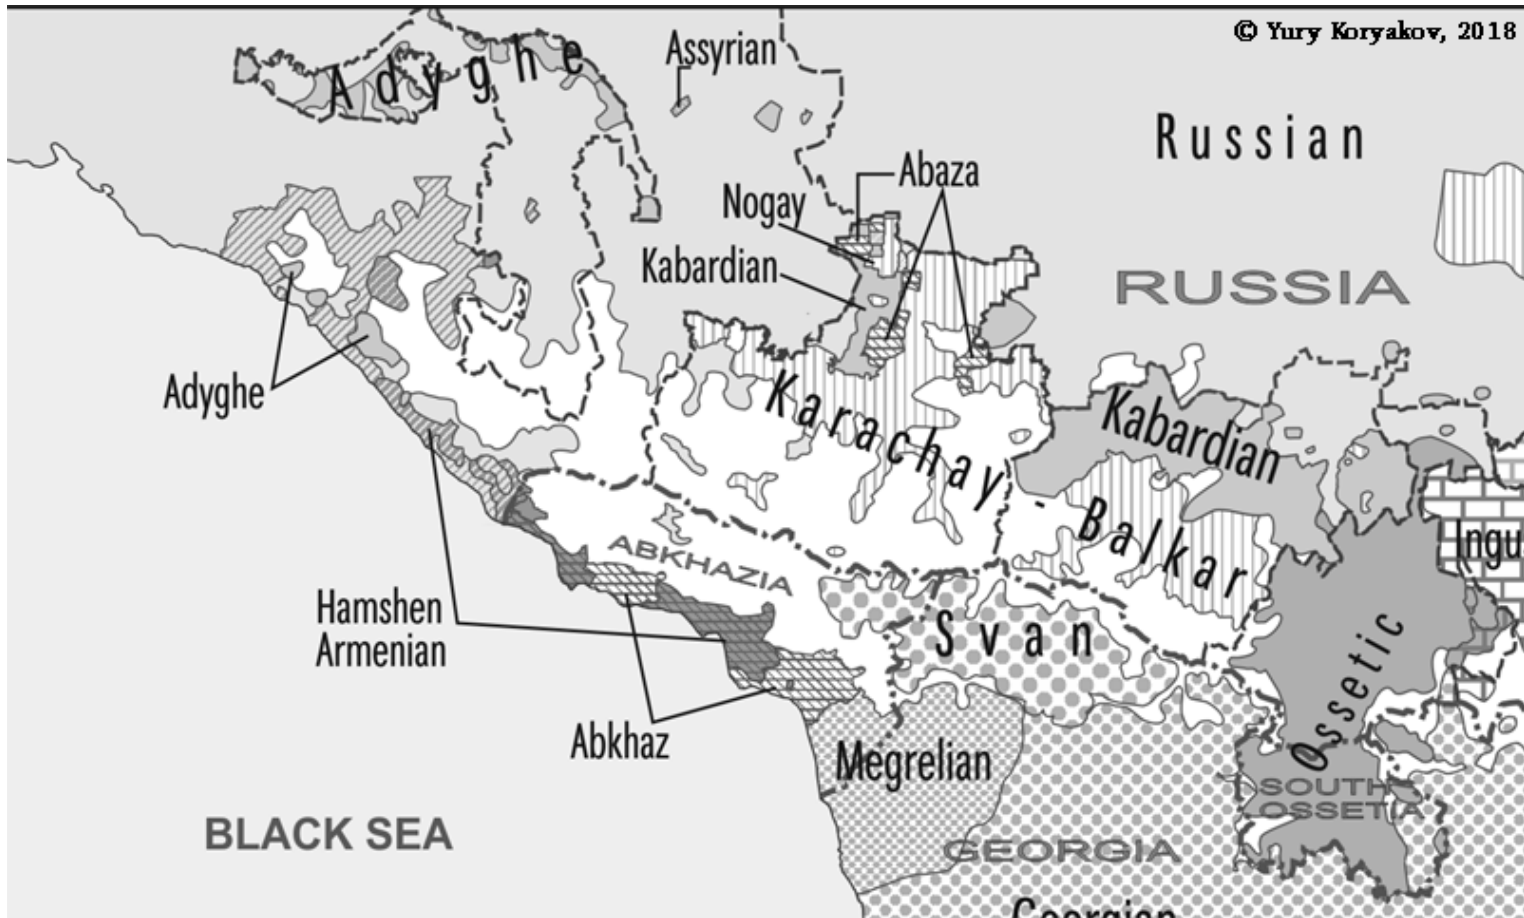 © Yury Koryakov, 2018
Adyghe
Assyrian
Russian
Abaza
Nogay
Kabardian
RUSSIA
Adyghe
Karachay-Balkar
Kabardian
Ingu
ABKHAZIA
Hamshen
Armenian
Svan
Ossetic
Abkhaz
Megrelian
SOUTH
OSSETIA
BLACK SEA
GEORGIA
Georgian